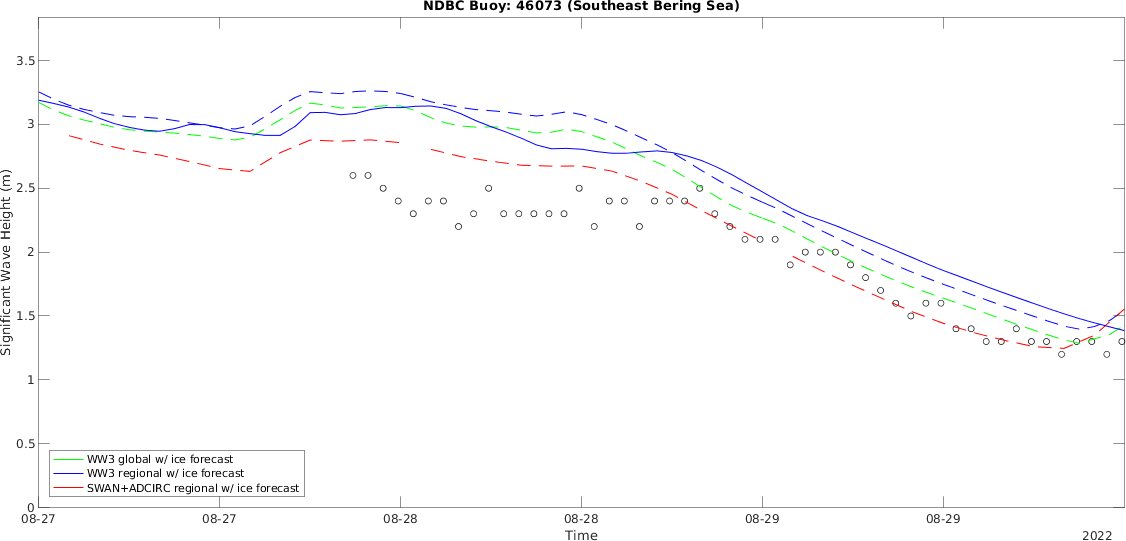 NDBC Buoy: 46073 (Southeast Bering Sea)
Significant Wave Height (m)
3.5
3
2.5
2
1.5
1
0.5
0
WW3 global w/ ice forecast
WW3 regional w/ ice forecast
SWAN+ADCIRC regional w/ ice forecast
08-27 08-27 08-28 08-28 08-29 08-29
Time
2022